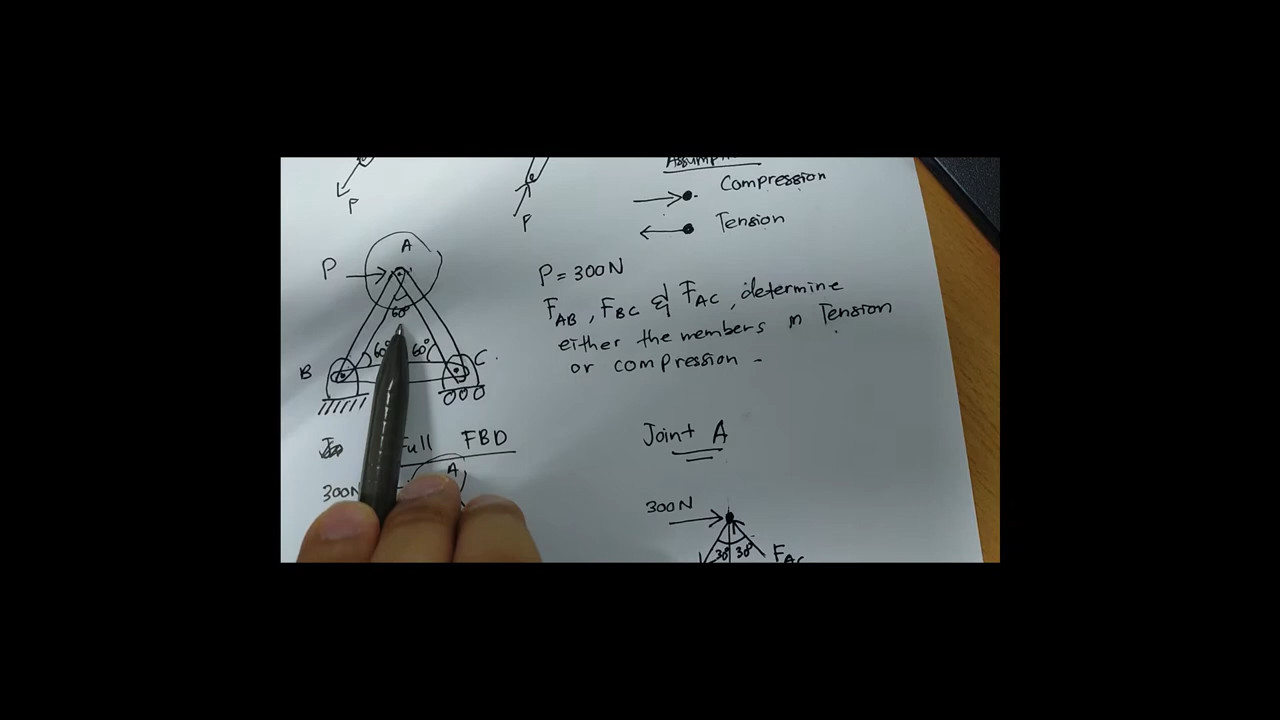 P
P
Compression
Tension
A
P
60°
60°
60°
B
C
P = 300N
FAB, FBC & FAC, determine
either the members in Tension
or compression -
Full FBD
A
300N
Joint A
300N
30° 30°
FAC